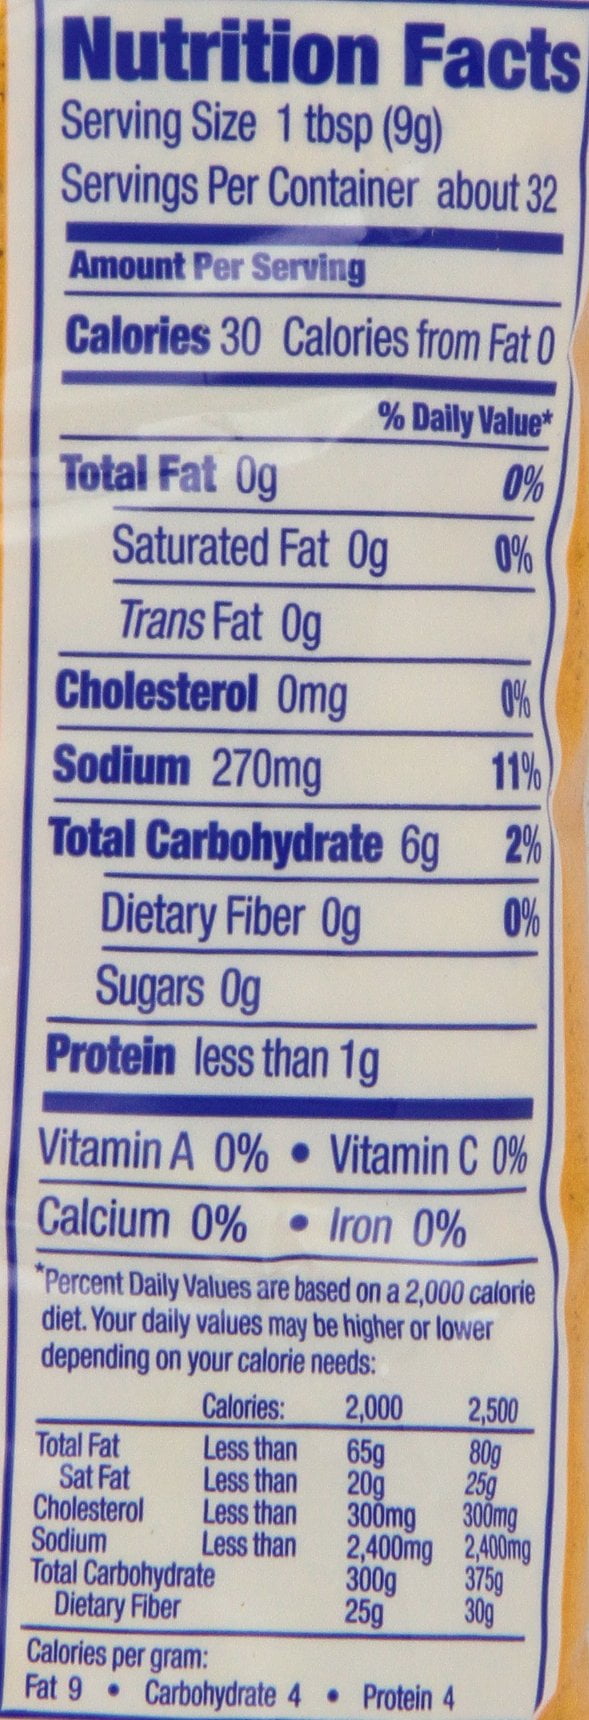 Nutrition Facts
Serving Size 1 tbsp (9g)
Servings Per Container about 32
Amount Per Serving
Calories 30 Calories from Fat 0
% Daily Value*
Total Fat 0g 0%
Saturated Fat 0g 0%
Trans Fat 0g
Cholesterol 0mg 0%
Sodium 270mg 11%
Total Carbohydrate 6g 2%
Dietary Fiber 0g 0%
Sugars 0g
Protein less than 1g
Vitamin A 0% • Vitamin C 0%
Calcium 0% • Iron 0%
*Percent Daily Values are based on a 2,000 calorie
diet. Your daily values may be higher or lower
depending on your calorie needs:
Calories: 2,000 2,500
Total Fat Less than 65g 80g
Sat Fat Less than 20g 25g
Cholesterol Less than 300mg 300mg
Sodium Less than 2,400mg 2,400mg
Total Carbohydrate 300g 375g
Dietary Fiber 25g 30g
Calories per gram:
Fat 9 • Carbohydrate 4 • Protein 4